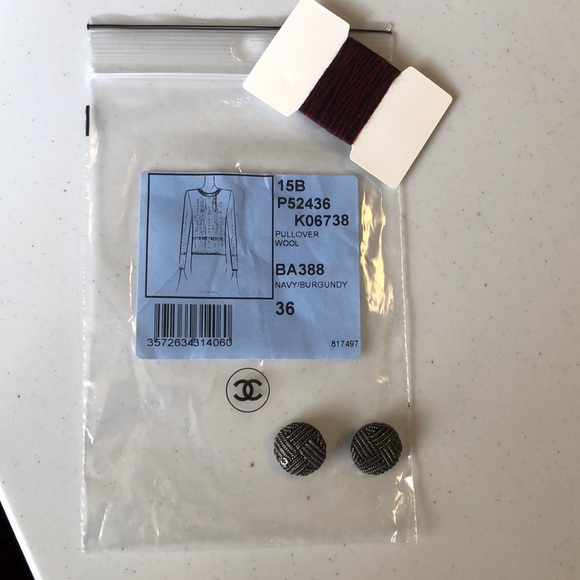 15B
P52436
K06738
PULLOVER
WOOL
BA388
NAVY/BURGUNDY
36
3572634314060
817497